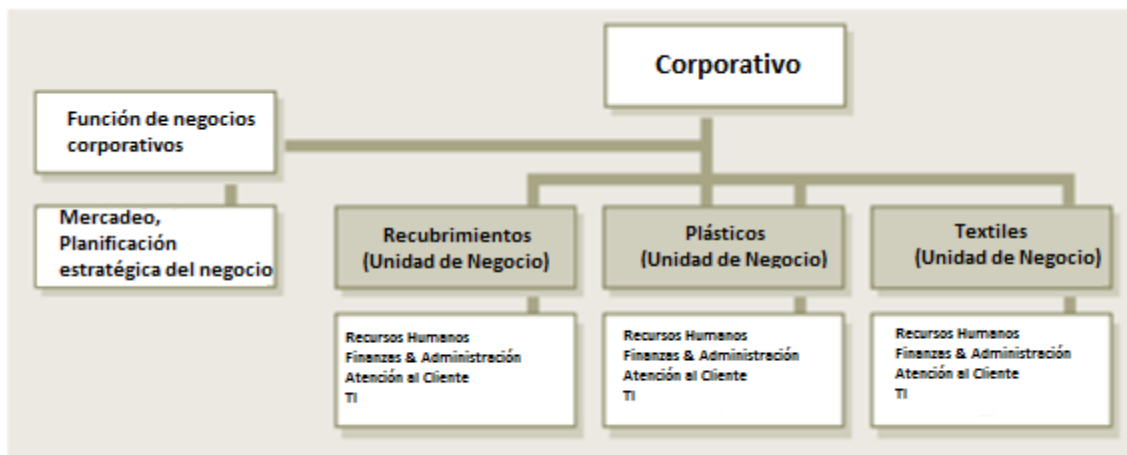 Corporativo
Función de negocios
corporativos
Mercadeo,
Planificación
estratégica del negocio
Recubrimientos
(Unidad de Negocio)
Plásticos
(Unidad de Negocio)
Textiles
(Unidad de Negocio)
Recursos Humanos
Finanzas & Administración
Atención al Cliente
TI
Recursos Humanos
Finanzas & Administración
Atención al Cliente
TI
Recursos Humanos
Finanzas & Administración
Atención al Cliente
TI